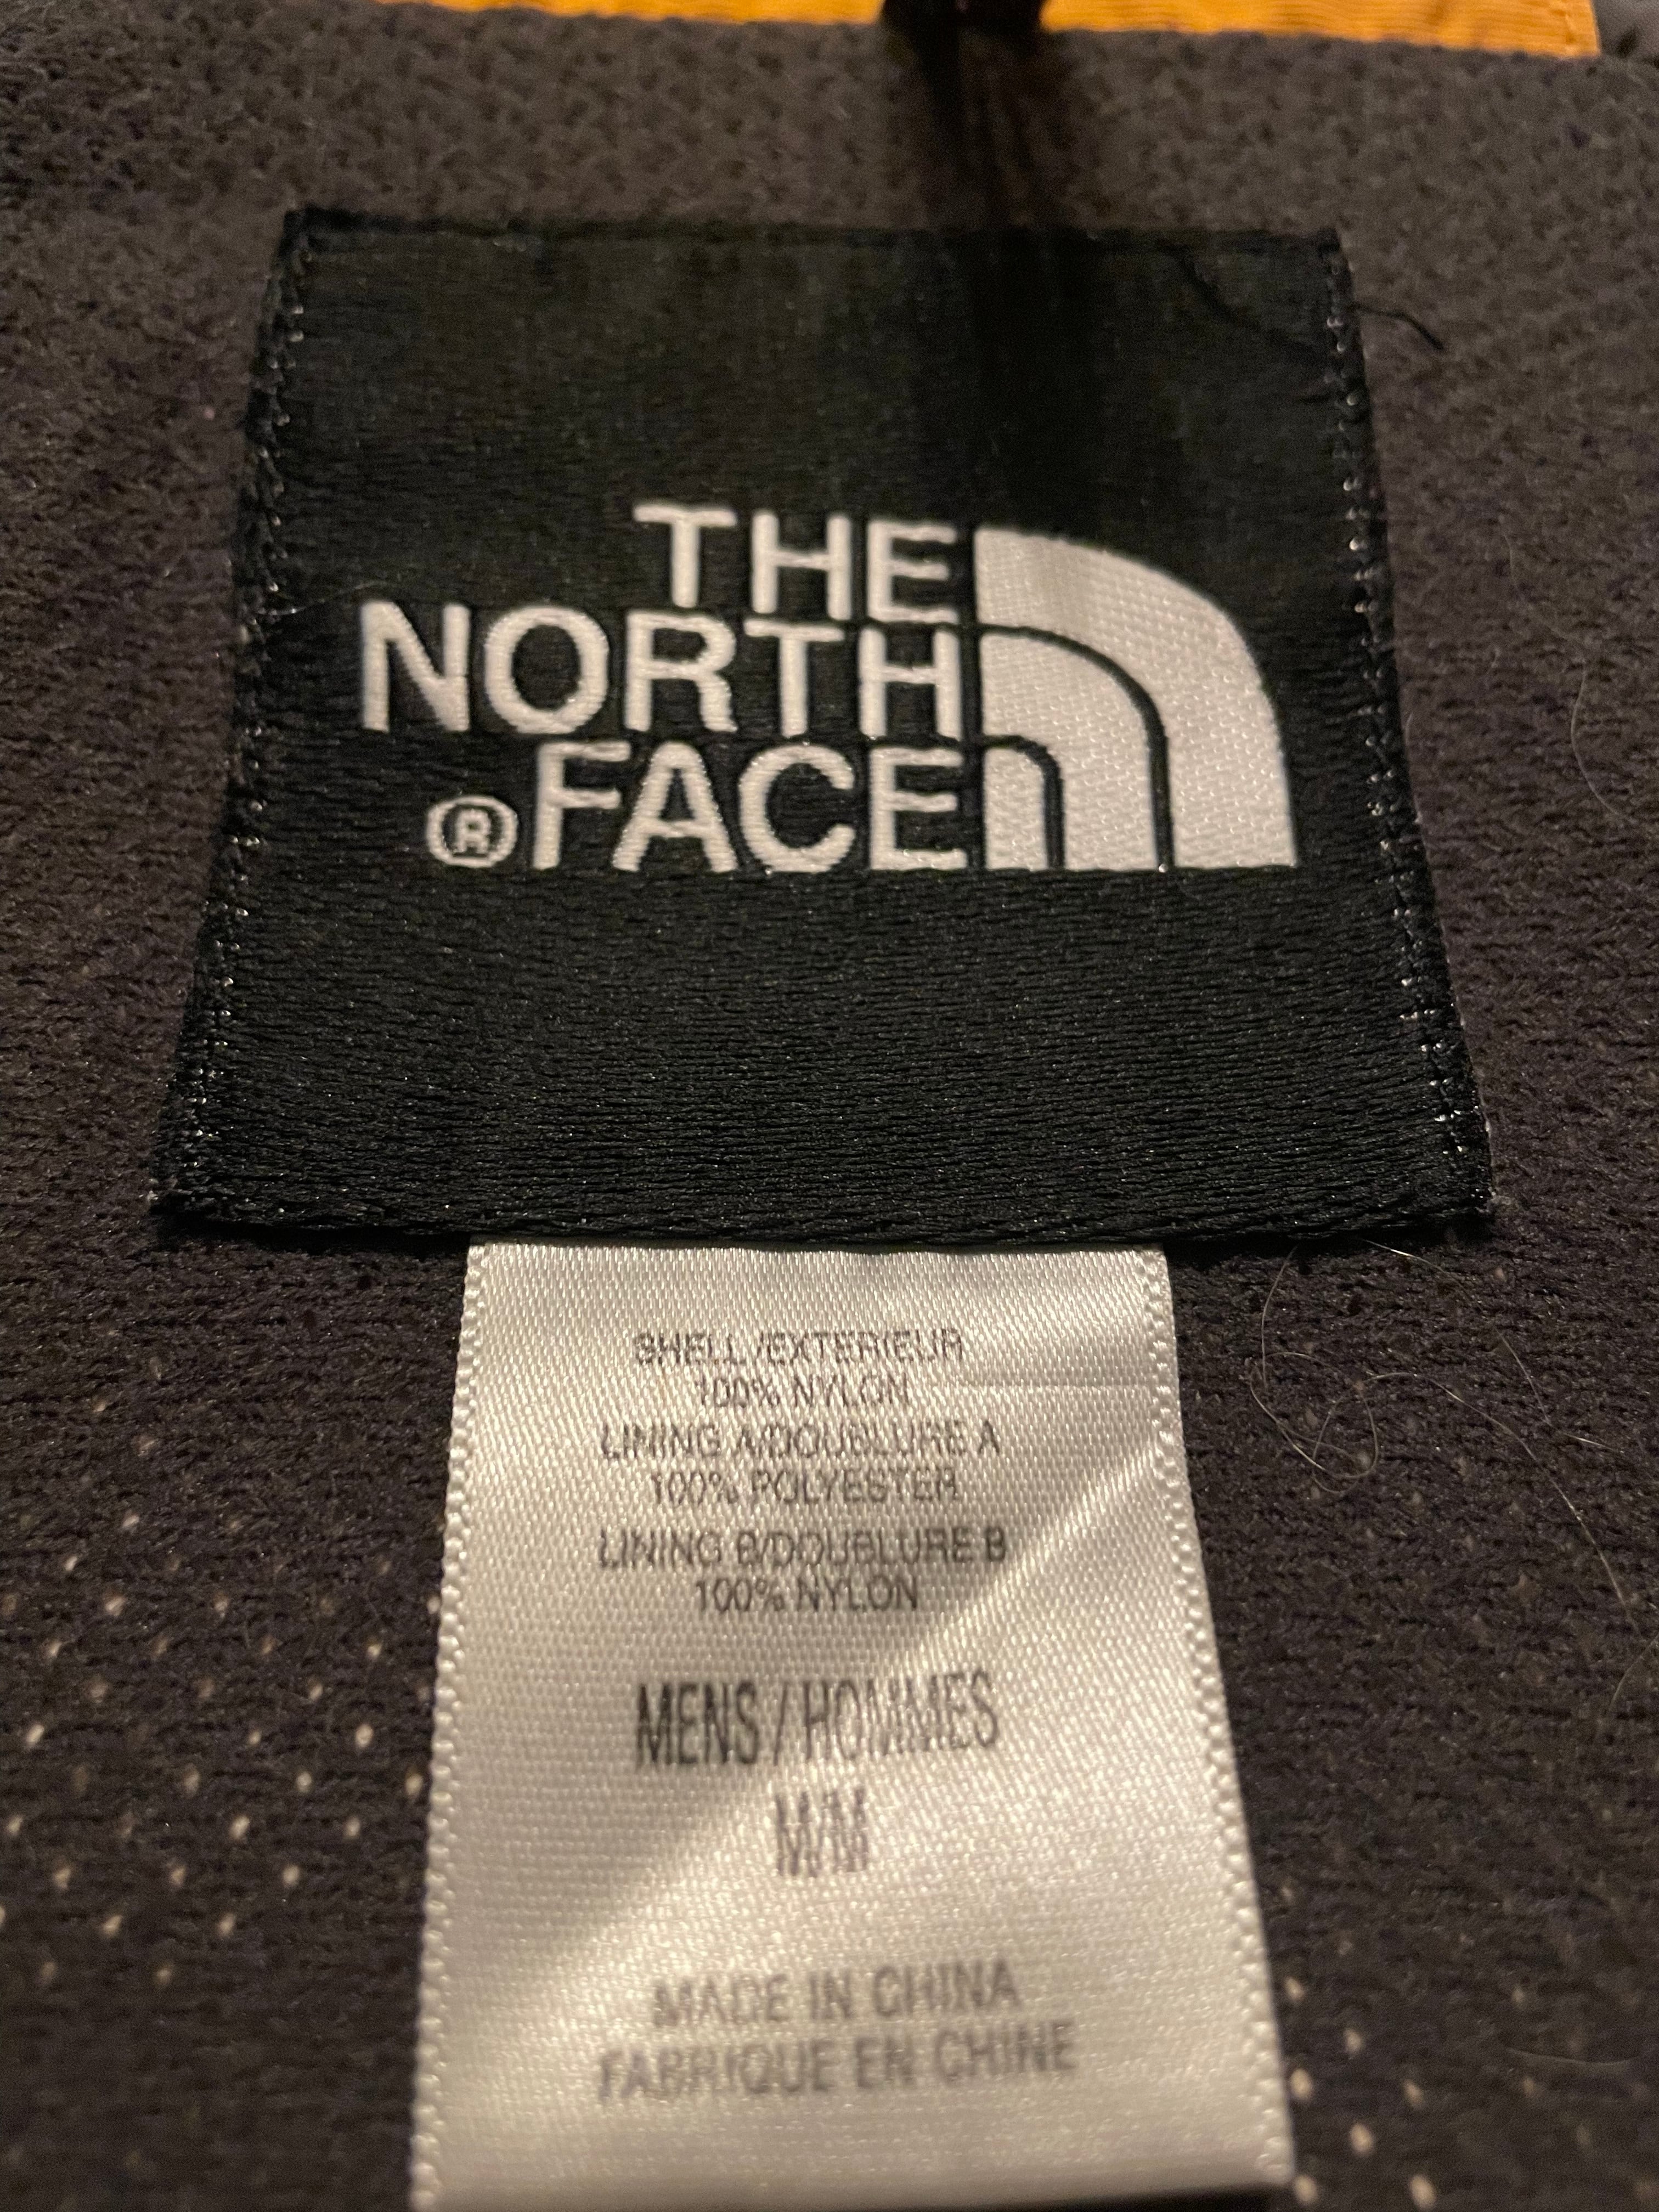 THE
NORTH
® FACE
SHELL/EXTERIEUR
100% NYLON
LINING A/DOUBLURE A
100% POLYESTER
LINING B/DOUBLURE B
100% NYLON
MENS / HOMMES
M/M
MADE IN CHINA
FABRIQUE EN CHINE